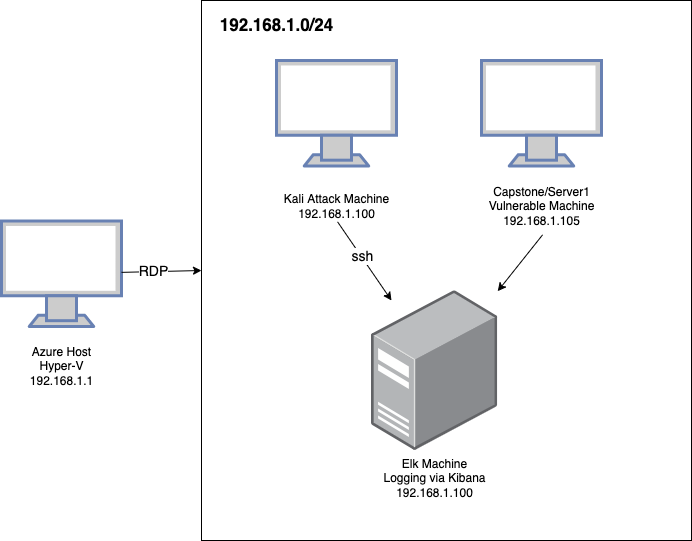 192.168.1.0/24
Kali Attack Machine
192.168.1.100
Capstone/Server1
Vulnerable Machine
192.168.1.105
ssh
RDP
Azure Host
Hyper-V
192.168.1.1
Elk Machine
Logging via Kibana
192.168.1.100